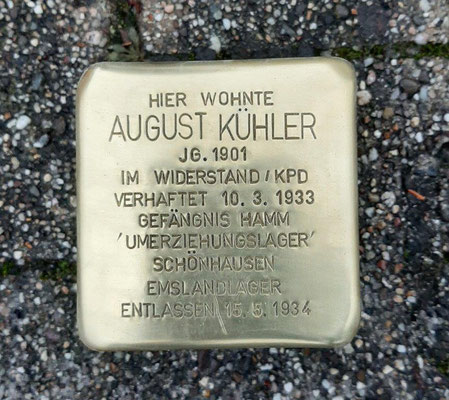 HIER WOHNTE
AUGUST KÜHLER
JG. 1901
IM WIDERSTAND / KPD
VERHAFTET 10. 3. 1933
GEFÄNGNIS HAMM
'UMERZIEHUNGSLAGER'
SCHÖNHAUSEN
EMSLANDLAGER
ENTLASSEN 15. 5. 1934